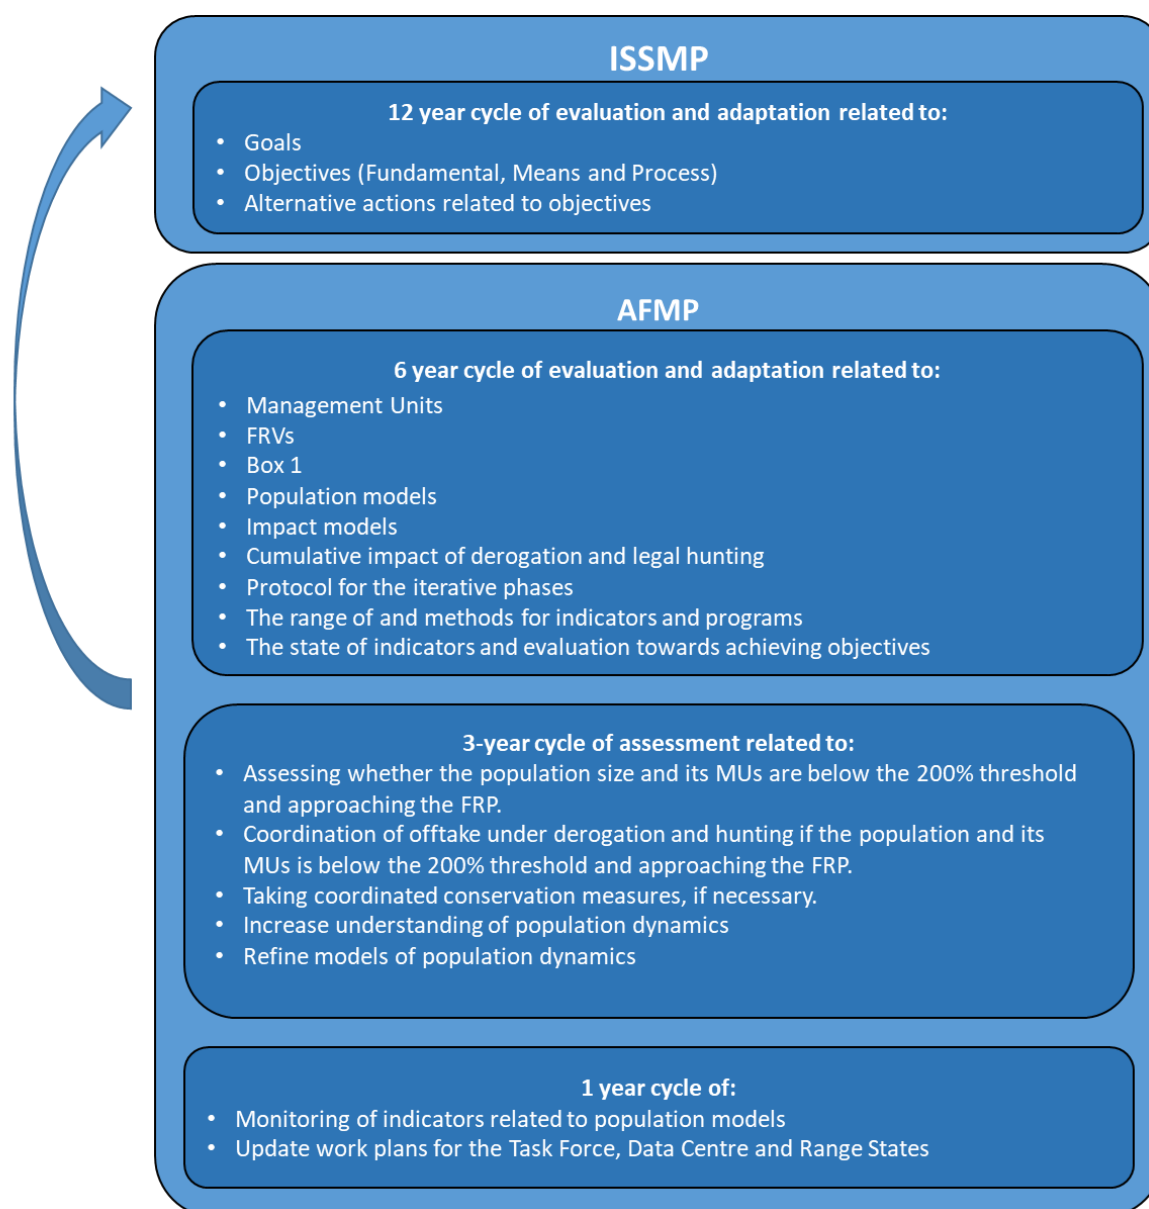 ISSMP
12 year cycle of evaluation and adaptation related to:
• Goals
• Objectives (Fundamental, Means and Process)
• Alternative actions related to objectives
AFMP
6 year cycle of evaluation and adaptation related to:
• Management Units
• FRVs
• Box 1
• Population models
• Impact models
• Cumulative impact of derogation and legal hunting
• Protocol for the iterative phases
• The range of and methods for indicators and programs
• The state of indicators and evaluation towards achieving objectives
3-year cycle of assessment related to:
• Assessing whether the population size and its MUs are below the 200% threshold
and approaching the FRP.
• Coordination of offtake under derogation and hunting if the population and its
MUs is below the 200% threshold and approaching the FRP.
• Taking coordinated conservation measures, if necessary.
• Increase understanding of population dynamics
• Refine models of population dynamics
1 year cycle of:
• Monitoring of indicators related to population models
• Update work plans for the Task Force, Data Centre and Range States